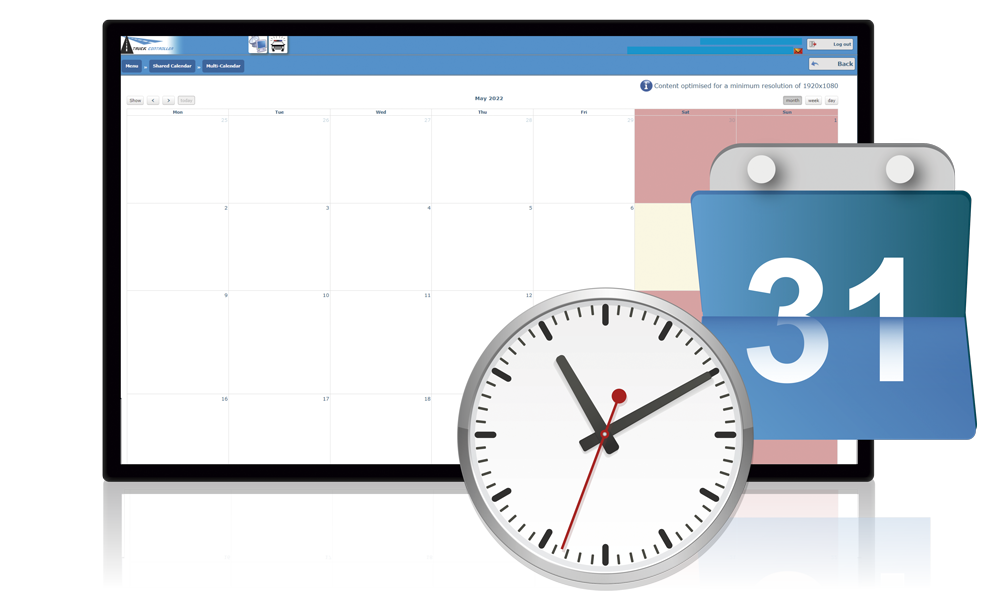 TRUCK CONTROLLER
Log out
Menu Shared Calendar Multi-Calendar
Back
Content optimised for a minimum resolution of 1920x1080
Show < > today
May 2022
month week day
Mon Tue Wed Thu Fri Sat Sun
25 26 27 28 29 30 1
2 3 4 5 6
9 10 11 12
16 17 18
31